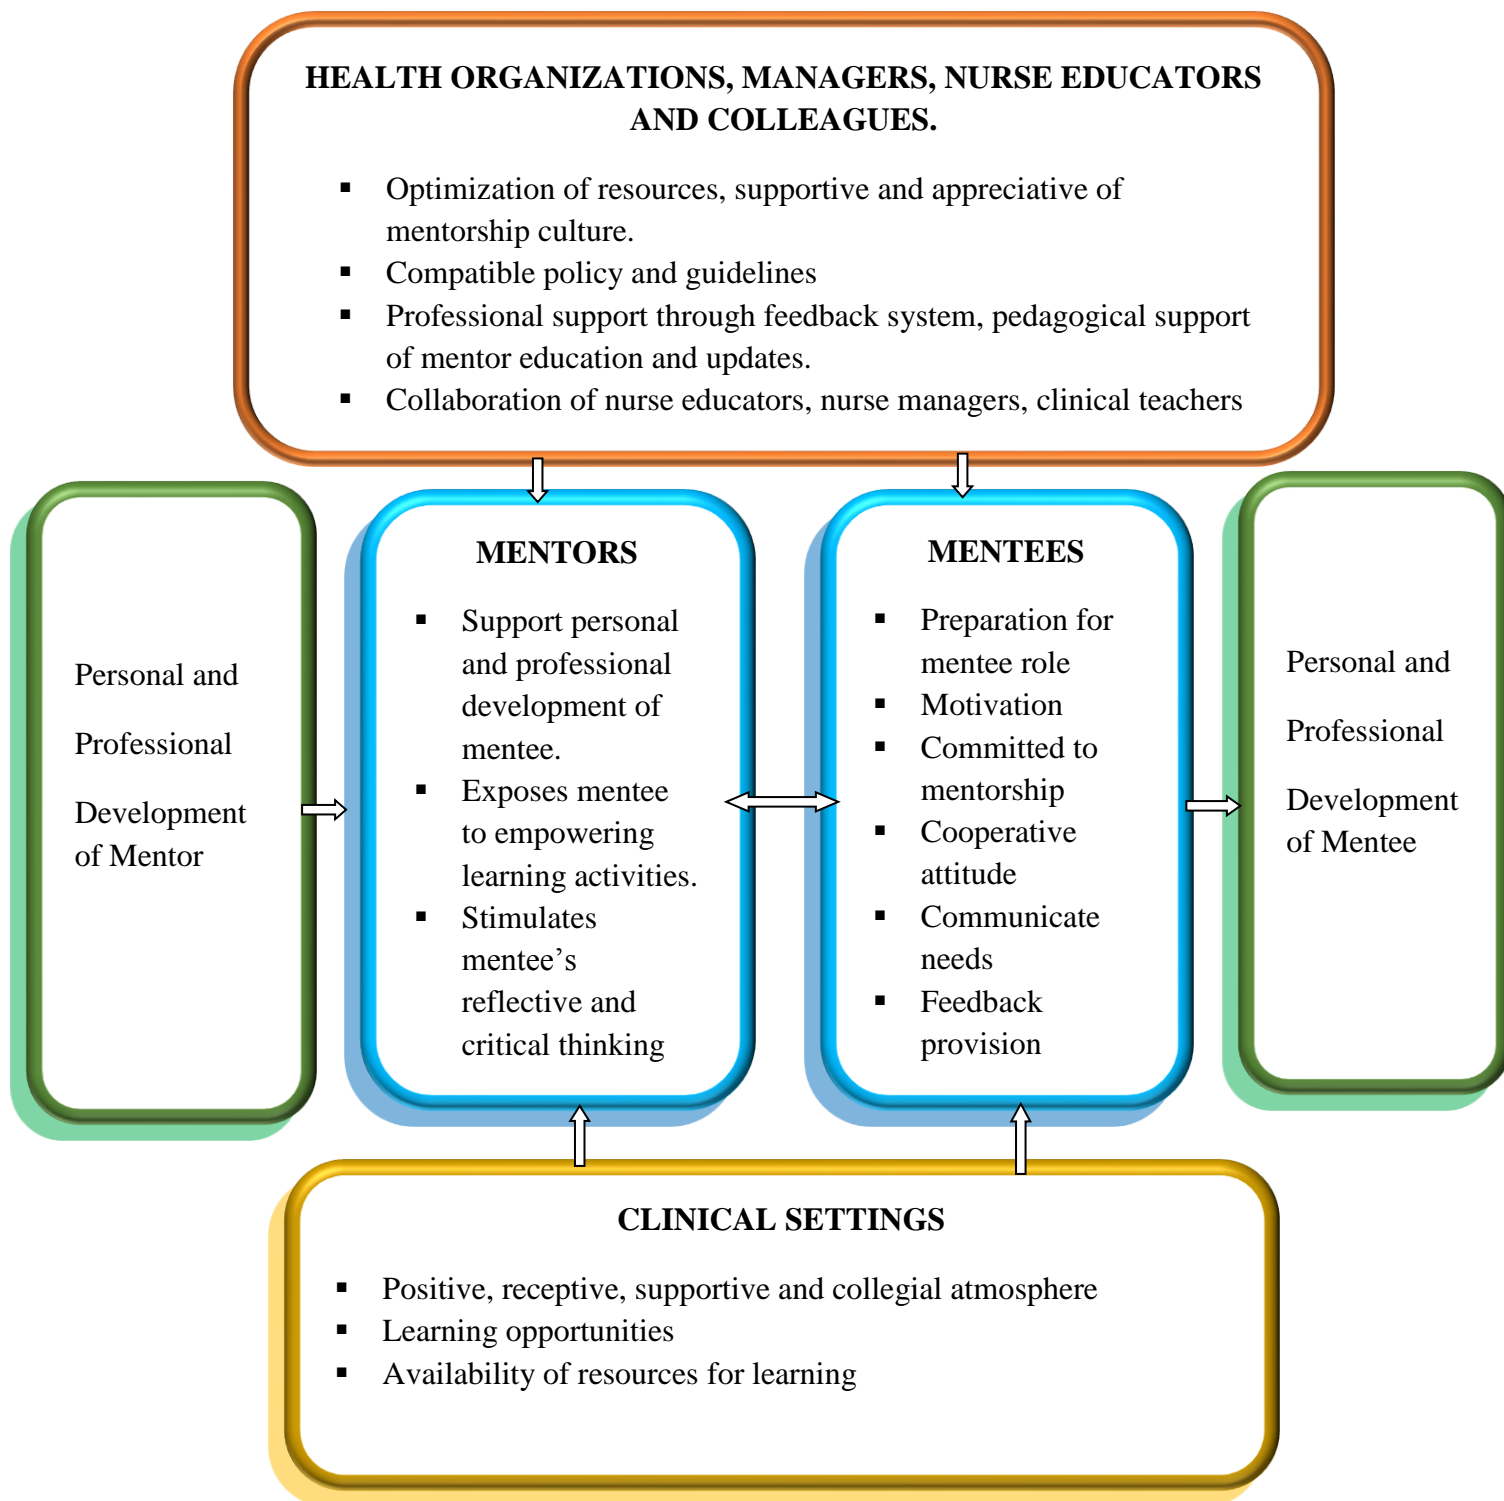 HEALTH ORGANIZATIONS, MANAGERS, NURSE EDUCATORS
AND COLLEAGUES.
▪ Optimization of resources, supportive and appreciative of
mentorship culture.
▪ Compatible policy and guidelines
▪ Professional support through feedback system, pedagogical support
of mentor education and updates.
▪ Collaboration of nurse educators, nurse managers, clinical teachers
Personal and
Professional
Development
of Mentor
MENTORS
▪ Support personal
and professional
development of
mentee.
▪ Exposes mentee
to empowering
learning activities.
▪ Stimulates
mentee’s
reflective and
critical thinking
MENTEES
▪ Preparation for
mentee role
▪ Motivation
▪ Committed to
mentorship
▪ Cooperative
attitude
▪ Communicate
needs
▪ Feedback
provision
Personal and
Professional
Development
of Mentee
CLINICAL SETTINGS
▪ Positive, receptive, supportive and collegial atmosphere
▪ Learning opportunities
▪ Availability of resources for learning